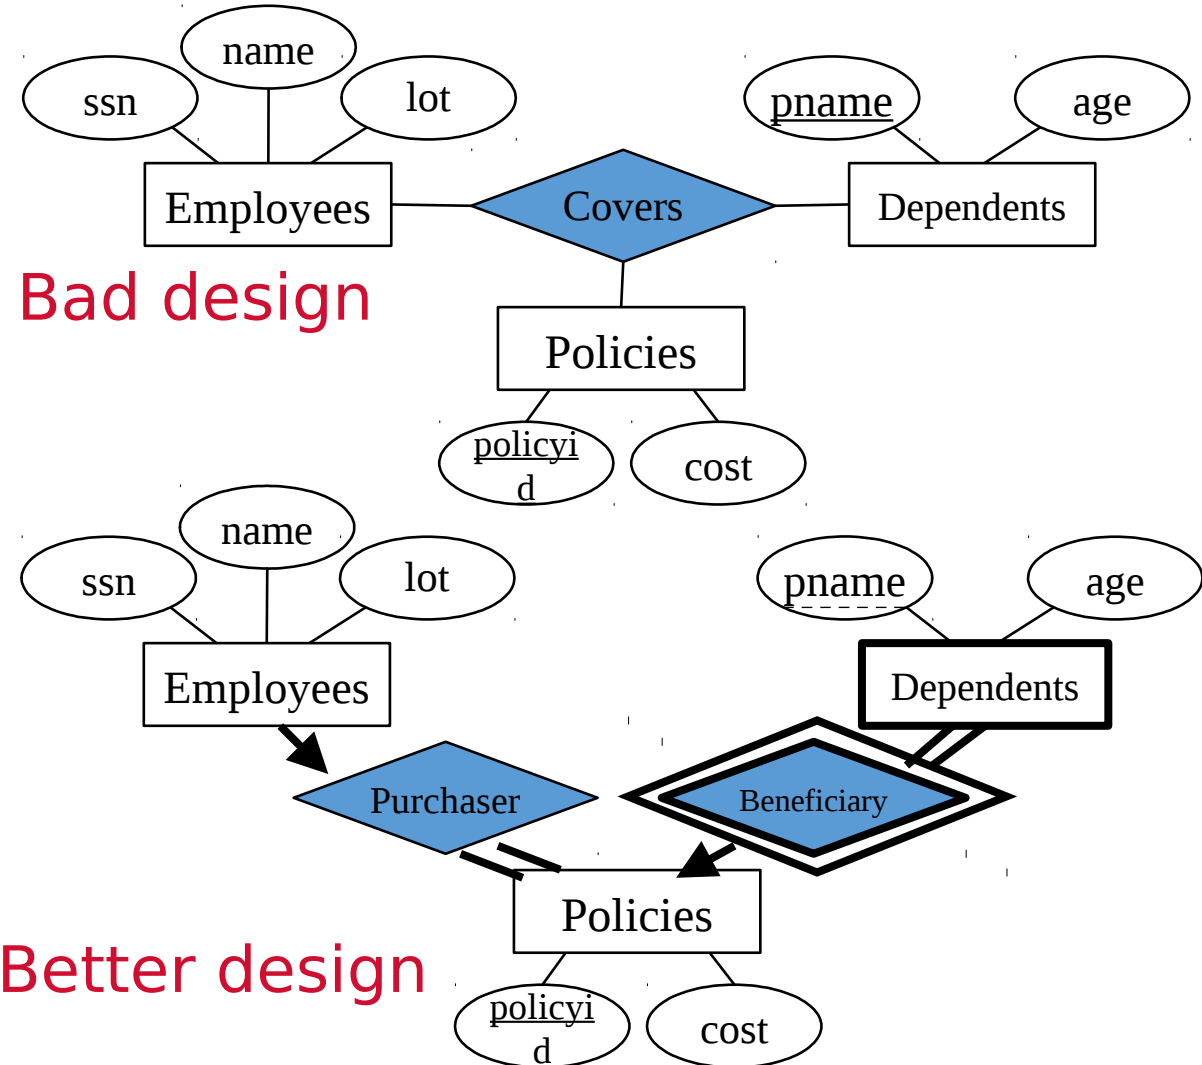 name
ssn
lot
pname
age
Employees
Covers
Dependents
Bad design
Policies
policyi
d
cost
name
ssn
lot
pname
age
Employees
Dependents
Purchaser
Beneficiary
Policies
Better design
policyi
d
cost